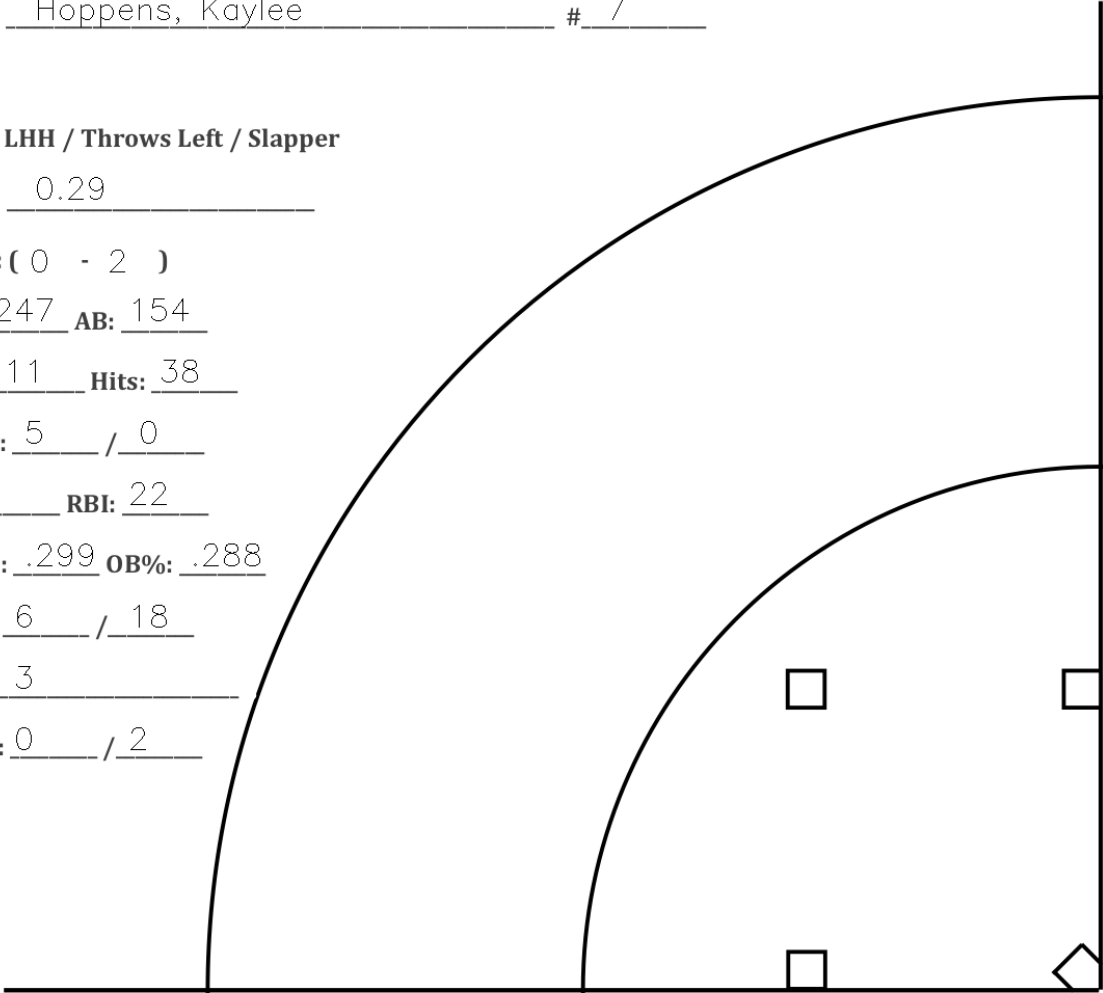 Hoppens, Kaylee #
LHH / Throws Left / Slapper
0.29
: ( 0 - 2 )
247 AB: 154
11 Hits: 38
: 5 / 0
RBI: 22
: .299 OB%: .288
6 / 18
3
: 0 / 2